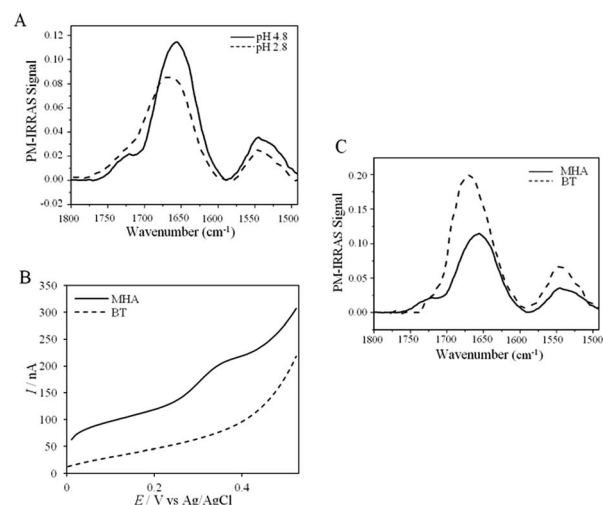 A
pH 4.8
pH 2.8
0.12
0.10
0.08
0.06
0.04
0.02
0.00
-0.02
PM-IRRAS Signal
1800 1750 1700 1650 1600 1550 1500
Wavenumber (cm-1)
B
MHA
BT
350
300
250
200
150
100
50
0
I / nA
0 0.2 0.4
E / V vs Ag/AgCl
C
MHA
BT
0.20
0.15
0.10
0.05
0.00
PM-IRRAS Signal
1800 1750 1700 1650 1600 1550 1500
Wavenumber (cm-1)